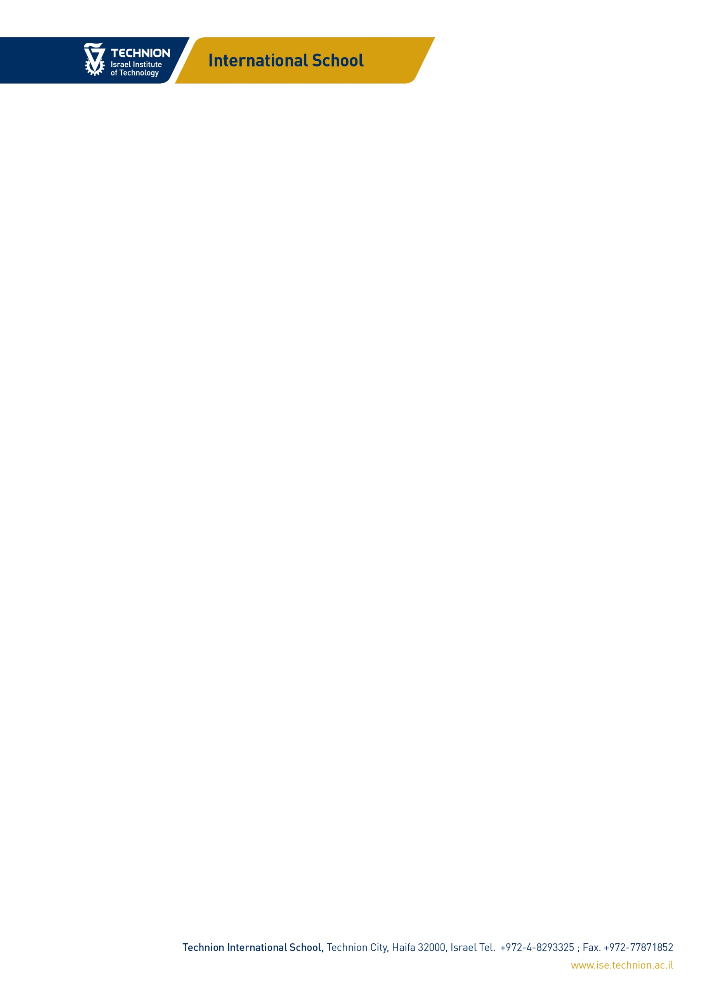 TECHNION
Israel Institute
of Technology
International School
Technion International School, Technion City, Haifa 32000, Israel Tel. +972-4-8293325 ; Fax. +972-77871852
www.ise.technion.ac.il